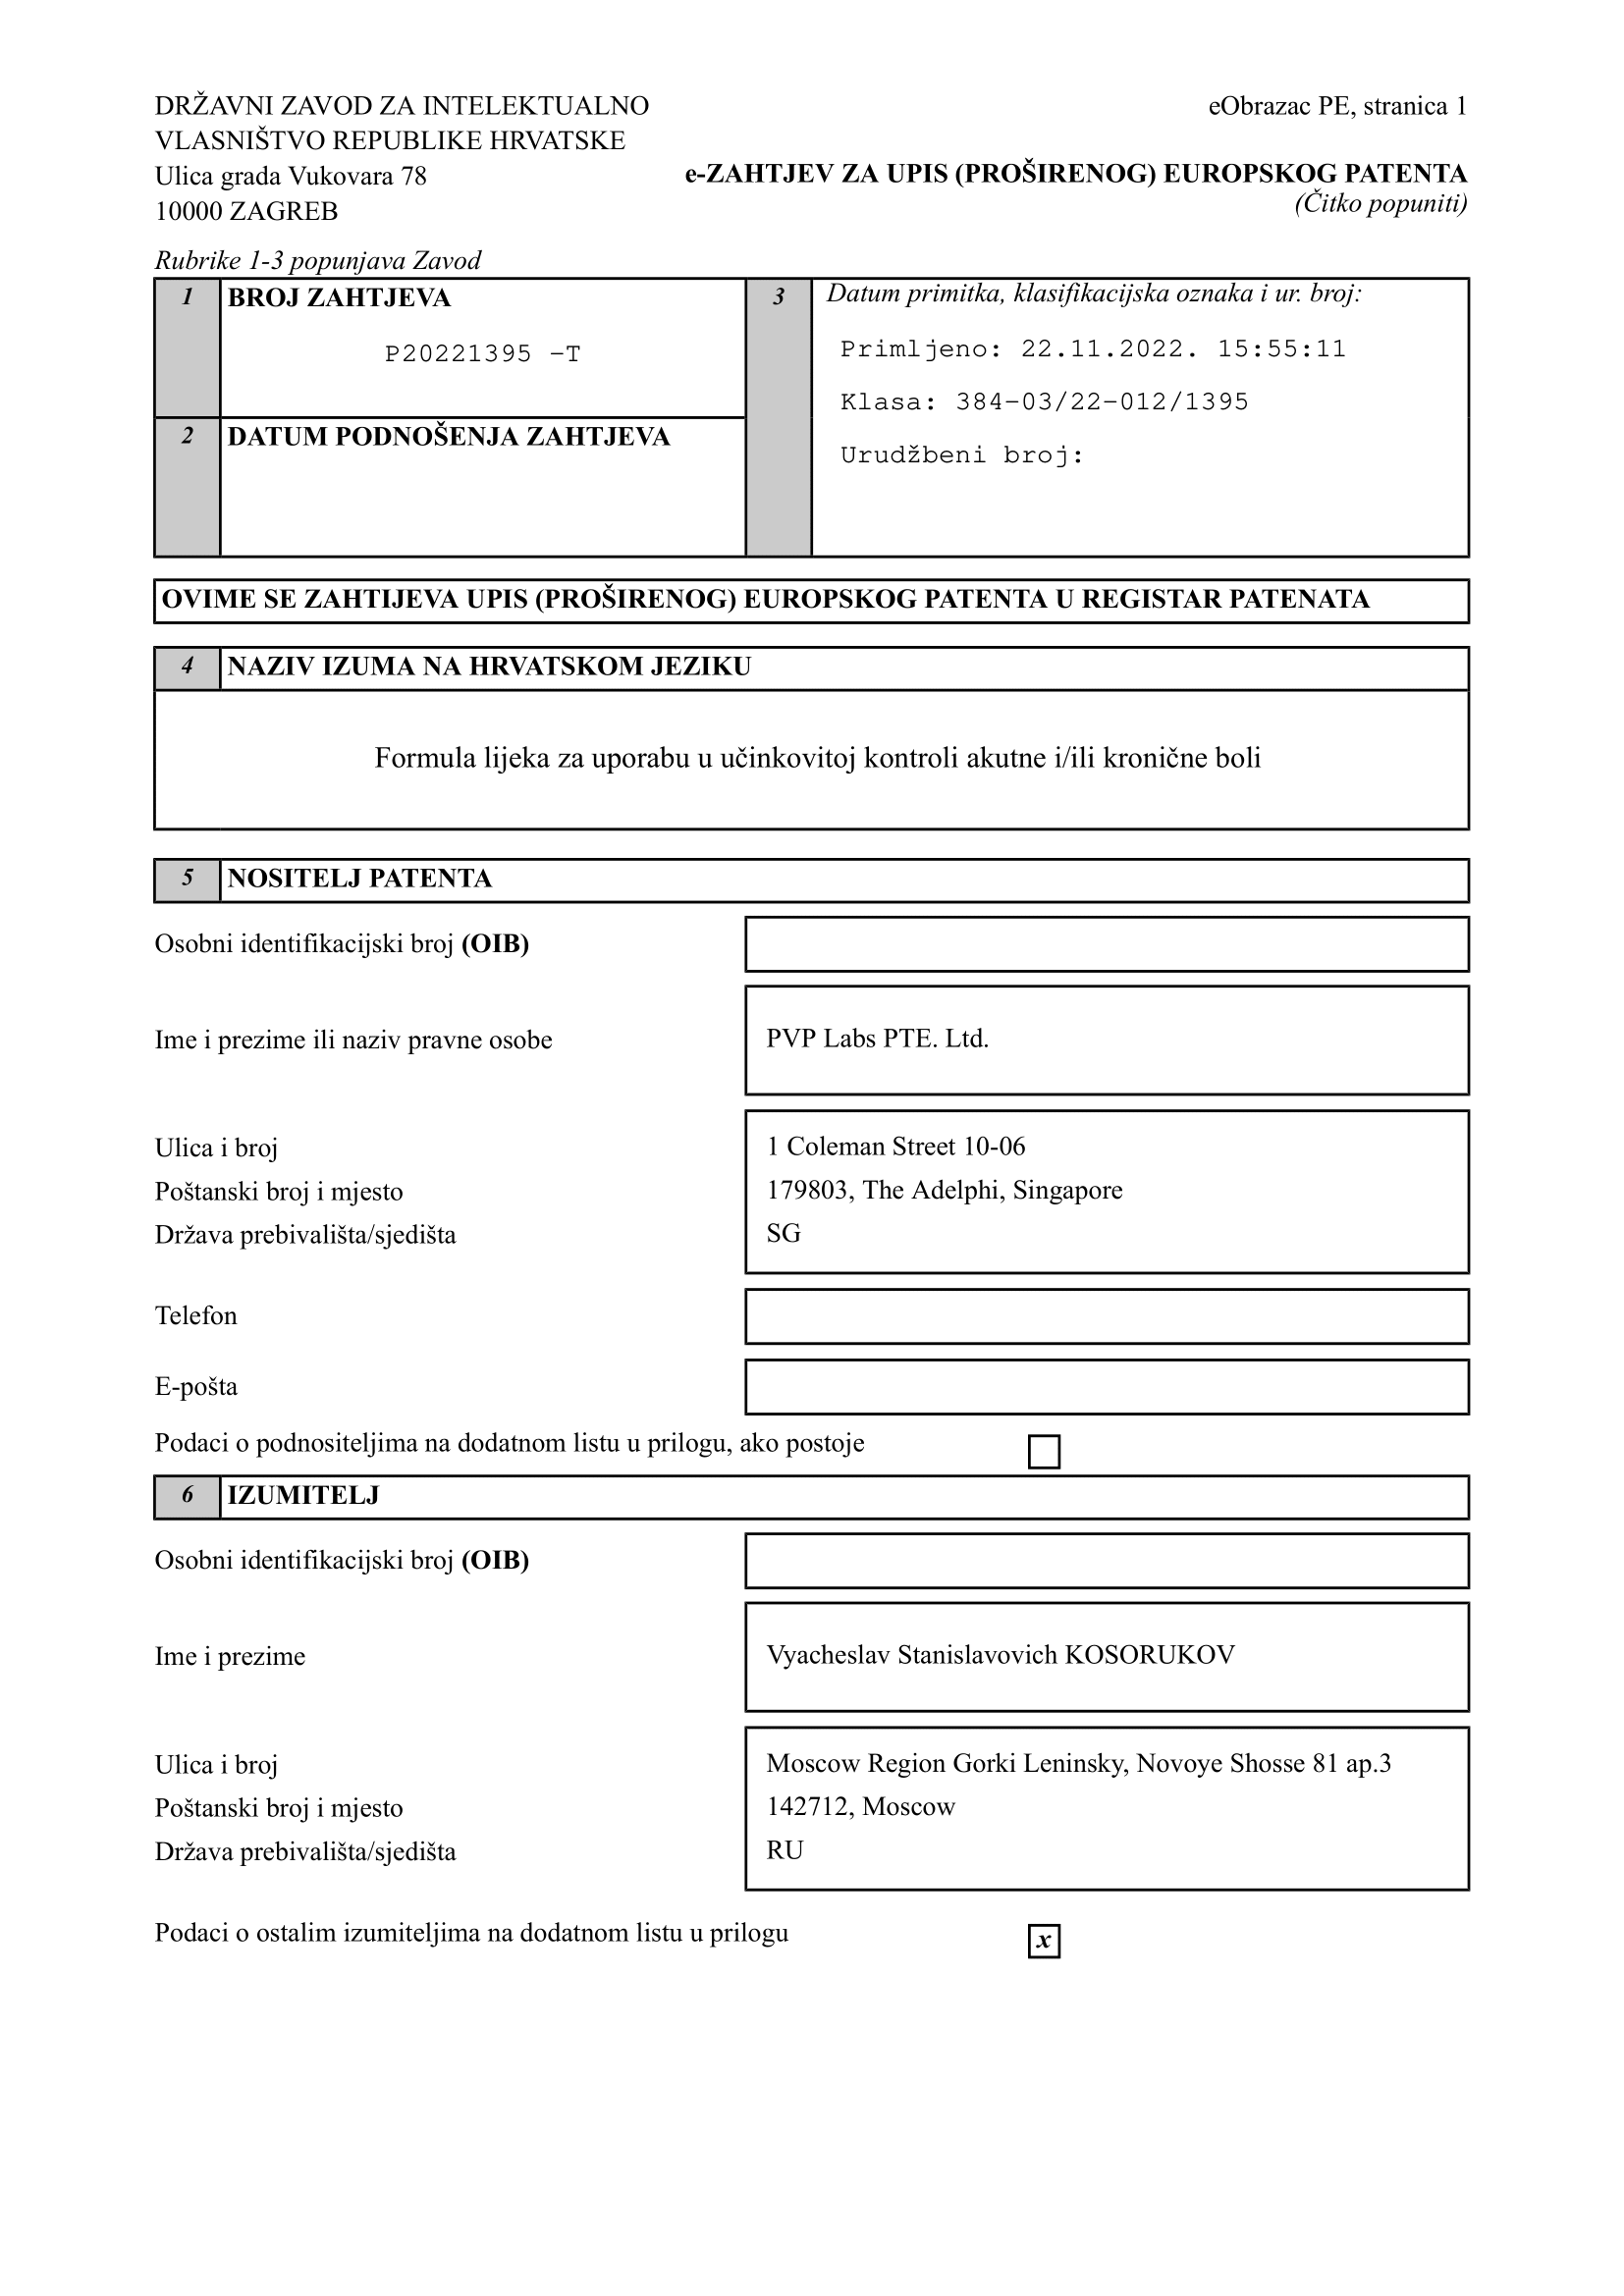 DRŽAVNI ZAVOD ZA INTELEKTUALNO
VLASNIŠTVO REPUBLIKE HRVATSKE
Ulica grada Vukovara 78
10000 ZAGREB
eObrazac PE, stranica 1
e-ZAHTJEV ZA UPIS (PROŠIRENOG) EUROPSKOG PATENTA
(Čitko popuniti)
Rubrike 1-3 popunjava Zavod
1 BROJ ZAHTJEVA
P20221395 -T
2 DATUM PODNOŠENJA ZAHTJEVA
3 Datum primitka, klasifikacijska oznaka i ur. broj:
Primljeno: 22.11.2022. 15:55:11
Klasa: 384-03/22-012/1395
Urudžbeni broj:
OVIME SE ZAHTIJEVA UPIS (PROŠIRENOG) EUROPSKOG PATENTA U REGISTAR PATENATA
4 NAZIV IZUMA NA HRVATSKOM JEZIKU
Formula lijeka za uporabu u učinkovitoj kontroli akutne i/ili kronične boli
5 NOSITELJ PATENTA
Osobni identifikacijski broj (OIB)
Ime i prezime ili naziv pravne osobe PVP Labs PTE. Ltd.
Ulica i broj 1 Coleman Street 10-06
Poštanski broj i mjesto 179803, The Adelphi, Singapore
Država prebivališta/sjedišta SG
Telefon
E-pošta
Podaci o podnositeljima na dodatnom listu u prilogu, ako postoje
6 IZUMITELJ
Osobni identifikacijski broj (OIB)
Ime i prezime Vyacheslav Stanislavovich KOSORUKOV
Ulica i broj Moscow Region Gorki Leninsky, Novoye Shosse 81 ap.3
Poštanski broj i mjesto 142712, Moscow
Država prebivališta/sjedišta RU
Podaci o ostalim izumiteljima na dodatnom listu u prilogu x